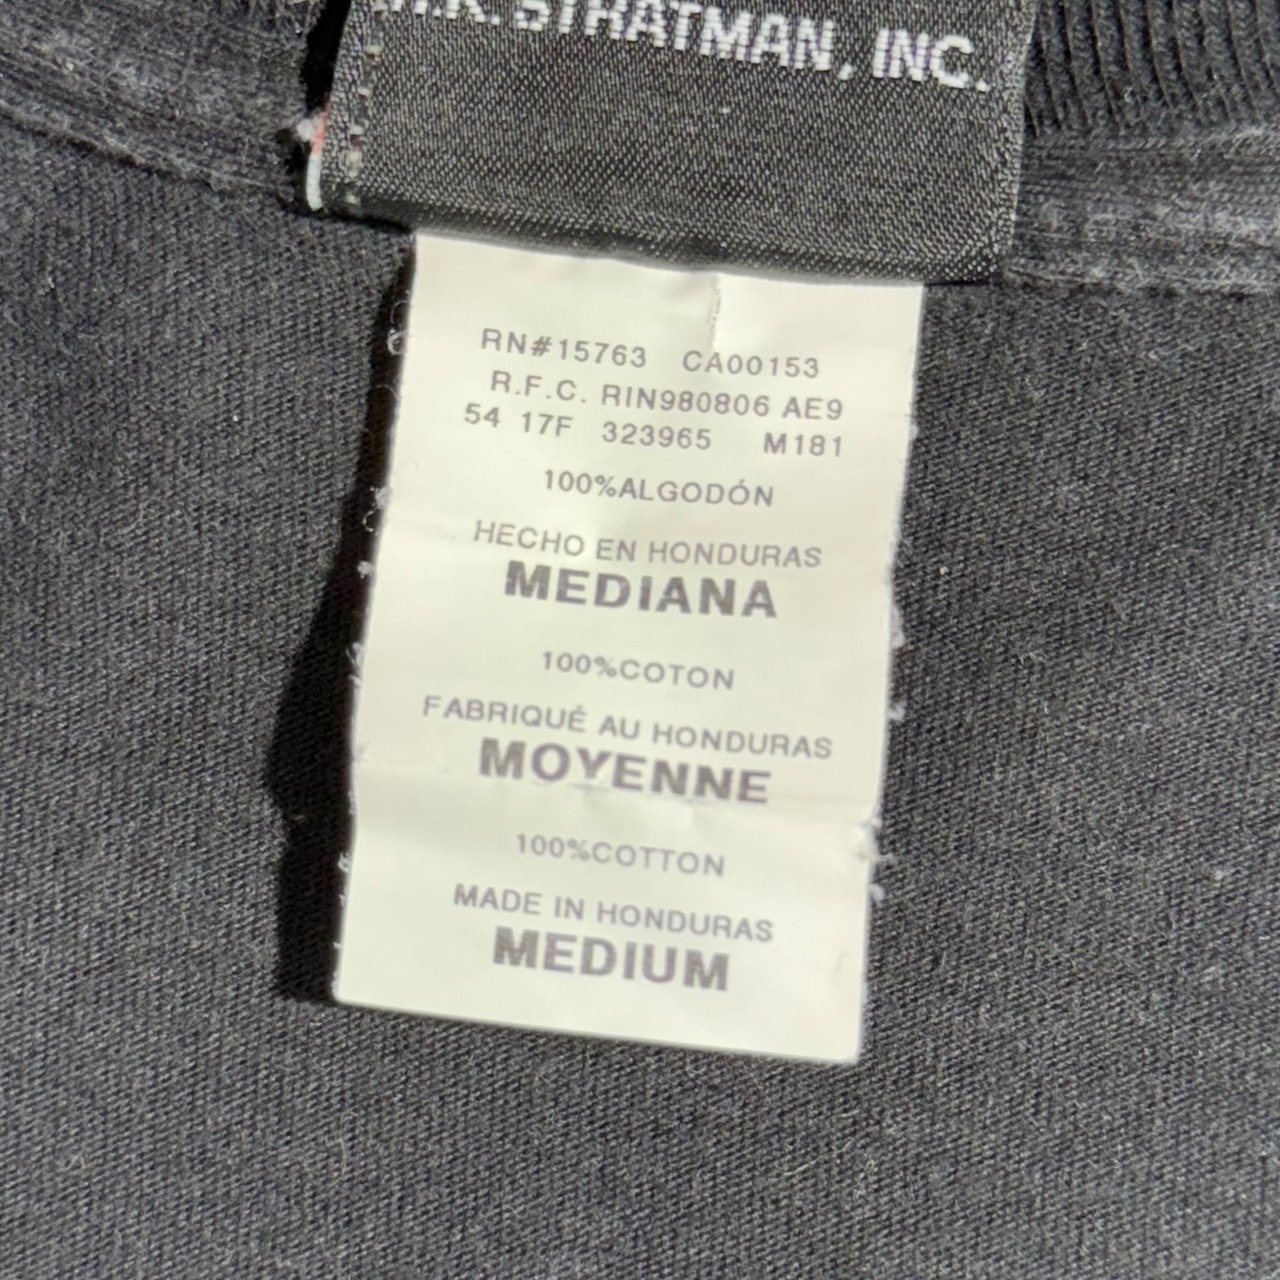 STRATMAN, INC.
RN#15763 CA00153
R.F.C. RIN980806 AE9
54 17F 323965 M181
100%ALGODÓN
HECHO EN HONDURAS
MEDIANA
100%COTON
FABRIQUÉ AU HONDURAS
MOYENNE
100%COTTON
MADE IN HONDURAS
MEDIUM